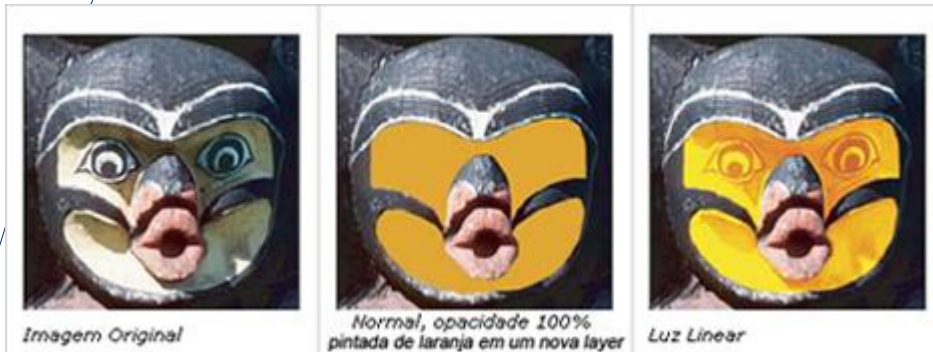 Imagem Original
Normal, opacidade 100%
pintada de laranja em um nova layer
Luz Linear